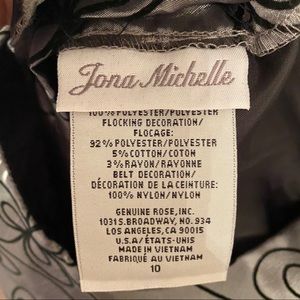 Jona Michelle
100% POLYESTER/POLYESTER
FLOCKING DECORATION/
FLOCAGE:
92% POLYESTER/POLYESTER
5% COTTON/COTON
3% RAYON/RAYONNE
BELT DECORATION/
DÉCORATION DE LA CEINTURE:
100% NYLON/NYLON
GENUINE ROSE, INC.
1031 S. BROADWAY, NO. 934
LOS ANGELES, CA 90015
U.S.A/ÉTATS-UNIS
MADE IN VIETNAM
FABRIQUÉ AU VIETNAM
10